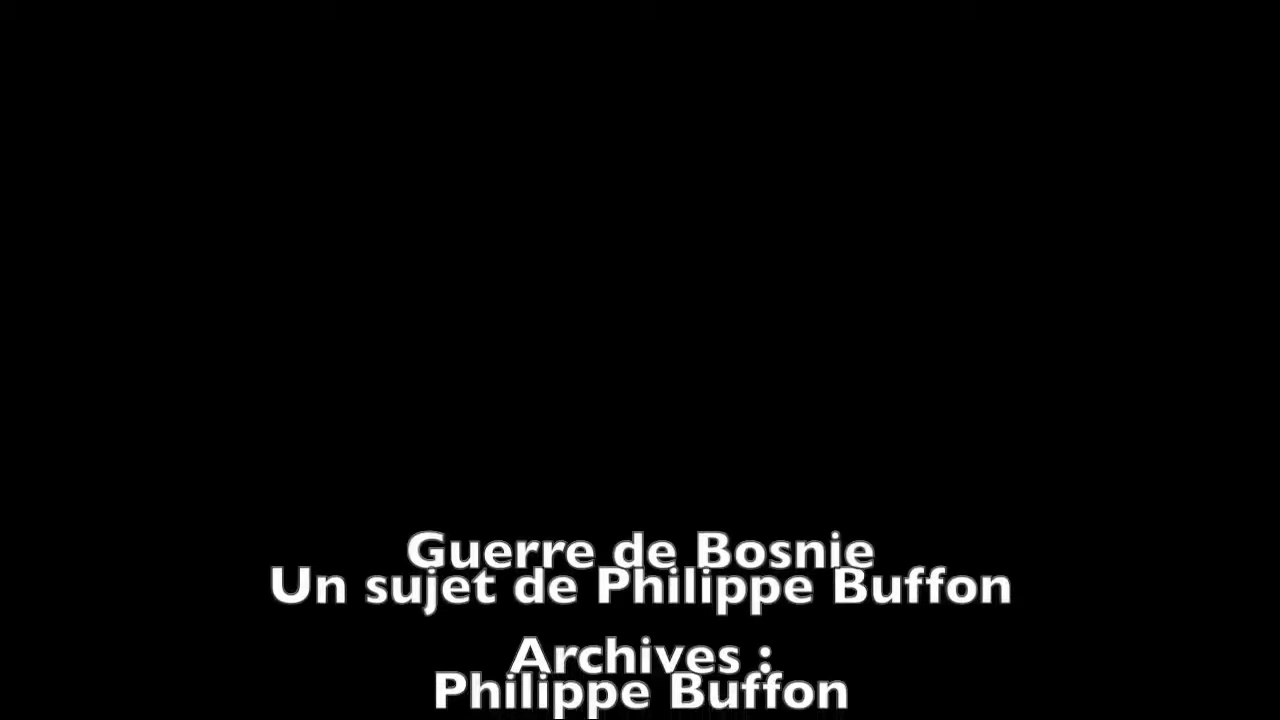 Guerre de Bosnie
Un sujet de Philippe Buffon
Archives :
Philippe Buffon